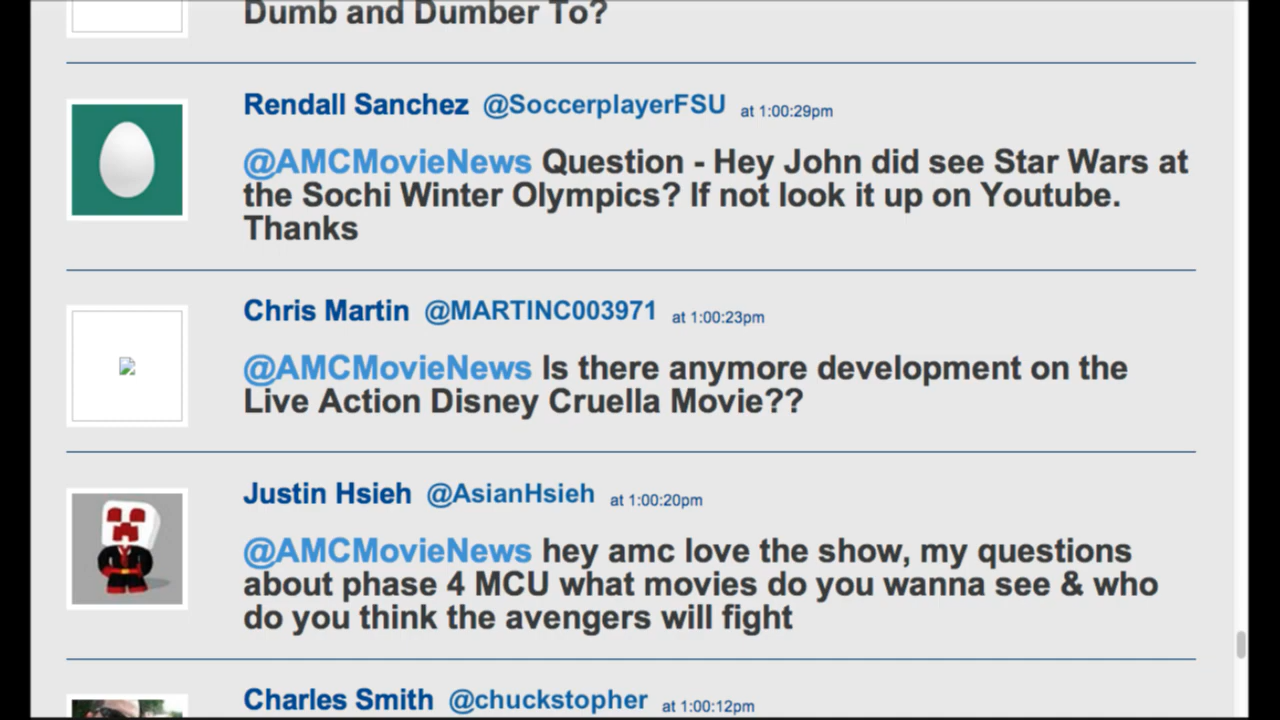 Dumb and Dumber To?
Rendall Sanchez @SoccerplayerFSU at 1:00:29pm
@AMCMovieNews Question - Hey John did see Star Wars at
the Sochi Winter Olympics? If not look it up on Youtube.
Thanks
Chris Martin @MARTINC003971 at 1:00:23pm
@AMCMovieNews Is there anymore development on the
Live Action Disney Cruella Movie??
Justin Hsieh @AsianHsieh at 1:00:20pm
@AMCMovieNews hey amc love the show, my questions
about phase 4 MCU what movies do you wanna see & who
do you think the avengers will fight
Charles Smith @chuckstopher at 1:00:12pm